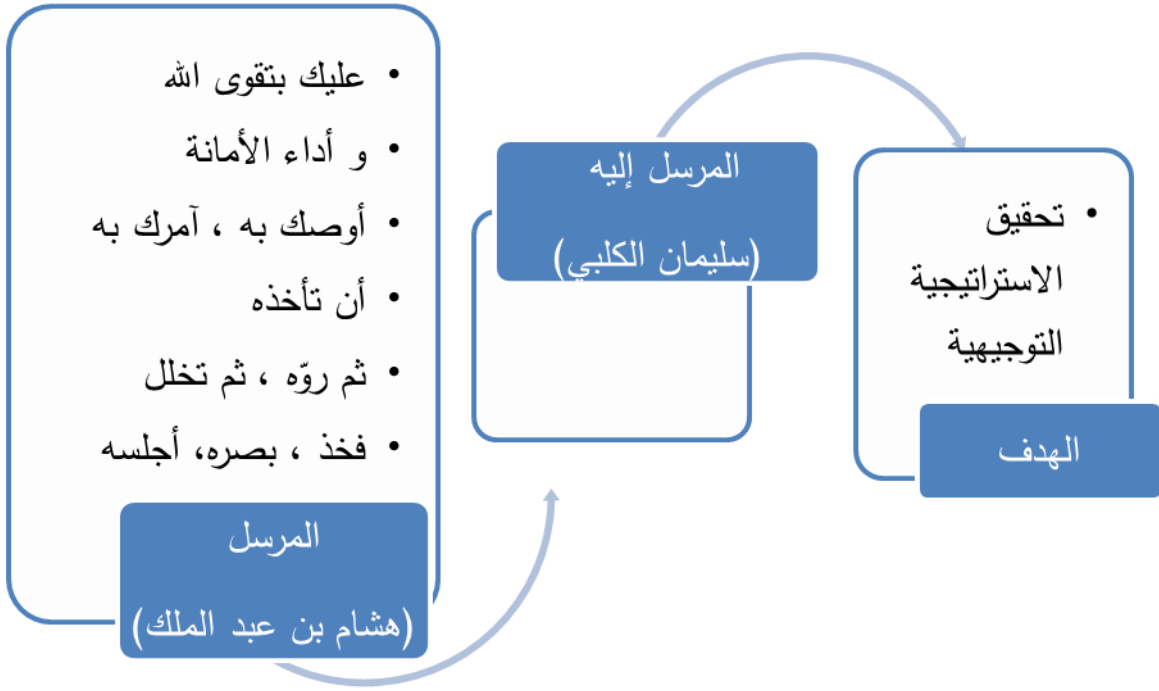 • عليك بتقوى الله
• و أداء الأمانة
• أوصك به ، آمرك به
• أن تأخذه
• ثم روّه ، ثم تخلل
• فخذ ، بصره، أجلسه
المرسل
(هشام بن عبد الملك)
المرسل إليه
(سليمان الكلبي)
• تحقيق
الاستراتيجية
التوجيهية
الهدف